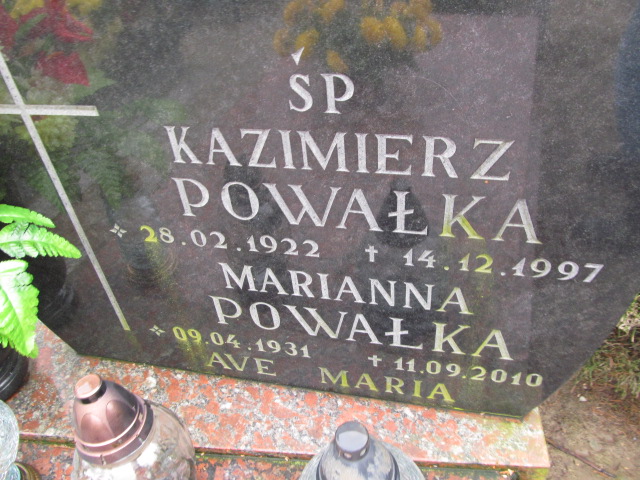 ŚP
KAZIMIERZ
POWAŁKA
28.02.1922 † 14.12.1997
MARIANNA
POWAŁKA
09.04.1931 † 11.09.2010
AVE MARIA